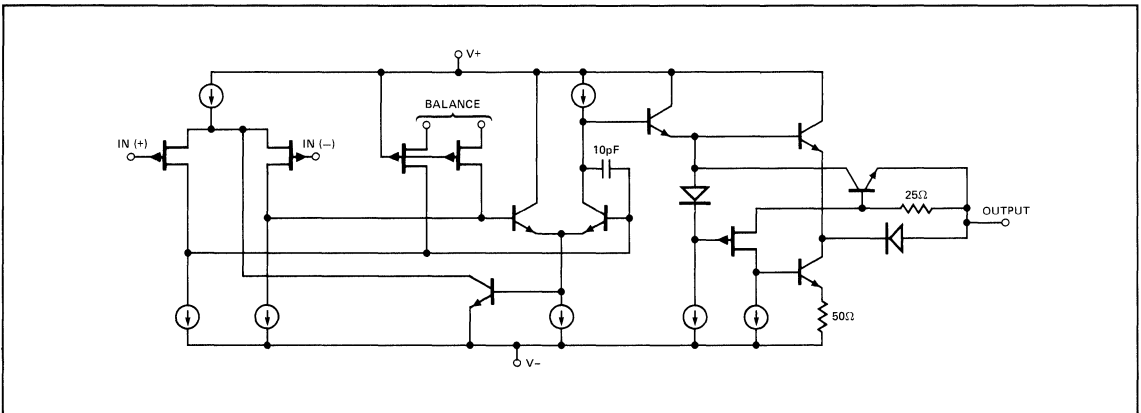 V+
BALANCE
IN (+)
IN (−)
10pF
25Ω
OUTPUT
50Ω
V−